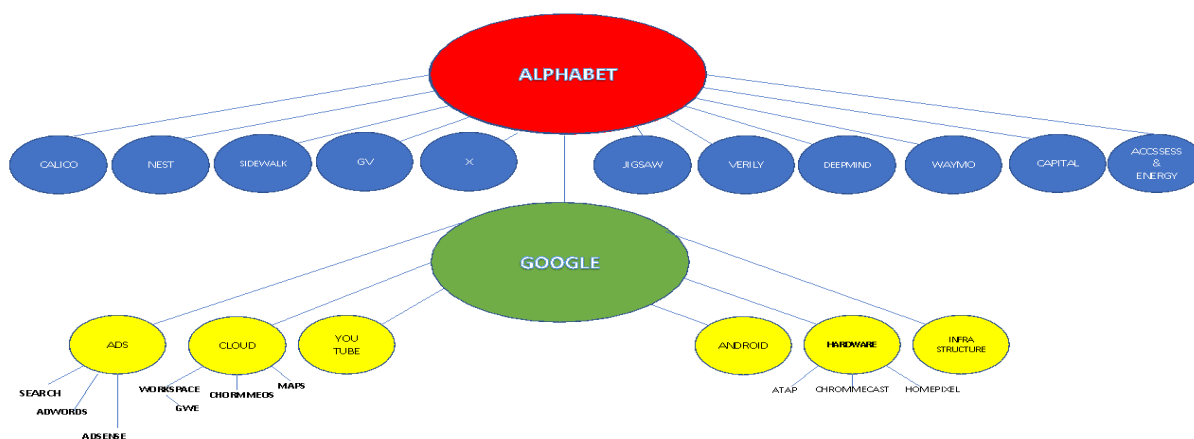 ALPHABET
CALICO
NEST
SIDEWALK
GV
X
JIGSAW
VERILY
DEEPMIND
WAYMO
CAPITAL
ACCSSESS
&
ENERGY
GOOGLE
ADS
CLOUD
YOU
TUBE
ANDROID
HARDWARE
INFRA
STRUCTURE
SEARCH
ADWORDS
ADSENSE
WORKSPACE
GWE
CHORMMEOS
MAPS
ATAP
CHROMMECAST
HOMEPIXEL